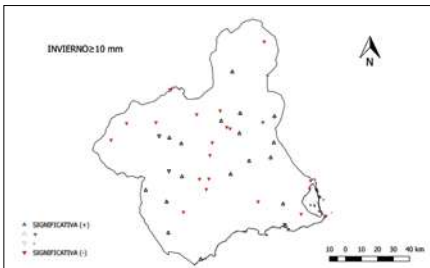 INVIERNO≥10 mm
N
SIGNIFICATIVA (+)
+
-
SIGNIFICATIVA (-)
10 0 10 20 30 40 km